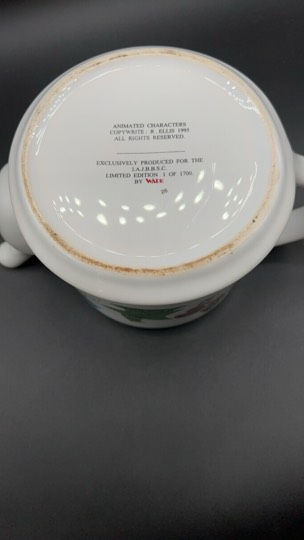 ANIMATED CHARACTERS
COPYWRITE : B . ELLIS 1995
ALL RIGHTS RESERVED.
EXCLUSIVELY PRODUCED FOR THE
I.A.J.B.B.S.C.
LIMITED EDITION 1 OF 1700.
BY WADE